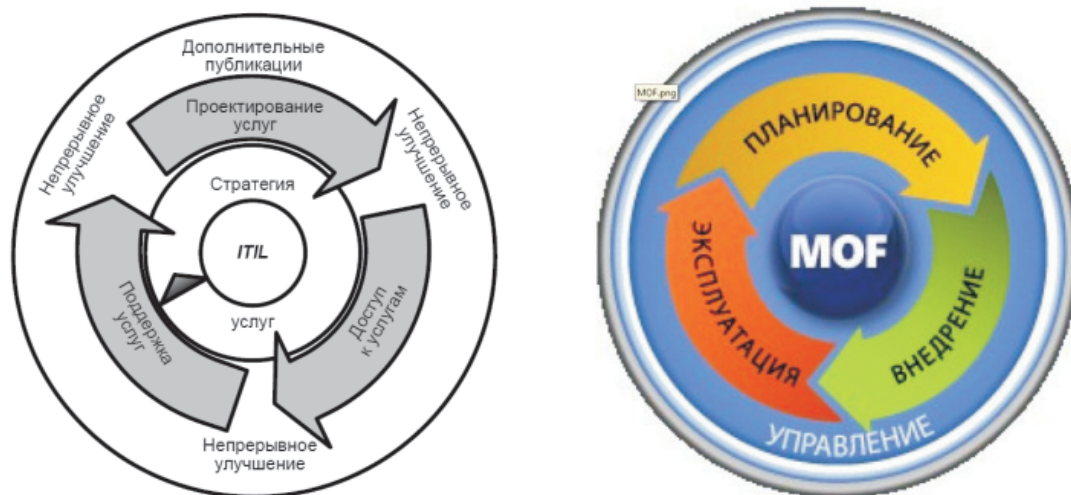 Дополнительные
публикации
Проектирование
услуг
Непрерывное
улучшение
Непрерывное
улучшение
Стратегия
ITIL
услуг
Поддержка
услуг
Доступ
к услугам
Непрерывное
улучшение
MOF.png
ПЛАНИРОВАНИЕ
MOF
ЭКСПЛУАТАЦИЯ
ВНЕДРЕНИЕ
УПРАВЛЕНИЕ